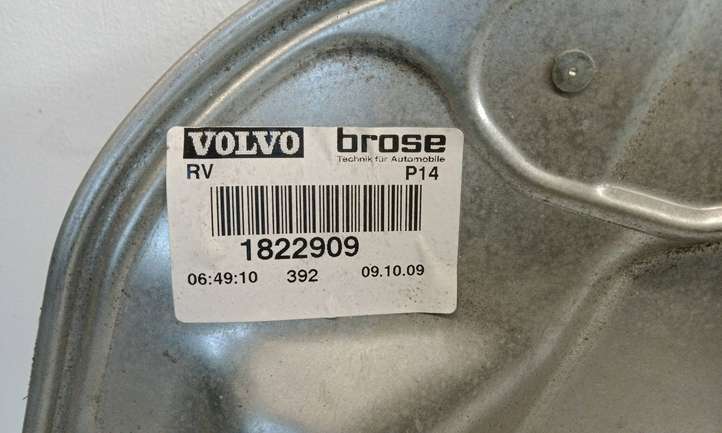 VOLVO brose
Technik für Automobile
RV P14
1822909
06:49:10 392 09.10.09